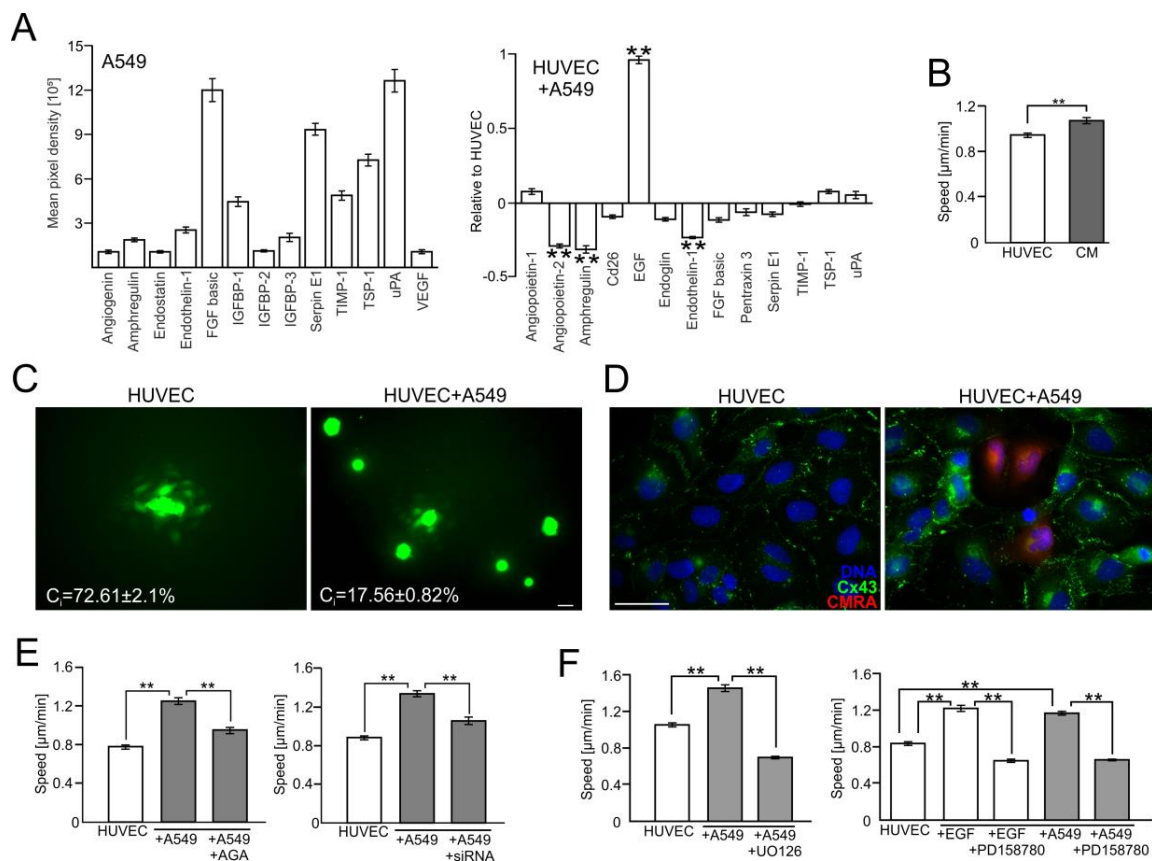 A
A549
Mean pixel density [10⁵]
15
12
9
6
3
Angiogenin
Amphregulin
Endostatin
Endothelin-1
FGF basic
IGFBP-1
IGFBP-2
IGFBP-3
Serpin E1
TIMP-1
TSP-1
uPA
VEGF
HUVEC
+A549
Relative to HUVEC
1
0.5
0
-0.5
**
**
**
**
Angiopoietin-1
Angiopoietin-2
Amphregulin
Cd26
EGF
Endoglin
Endothelin-1
FGF basic
Pentraxin 3
Serpin E1
TIMP-1
TSP-1
uPA
B
Speed [µm/min]
1.2
0.8
0.4
0
**
HUVEC
CM
C
HUVEC
HUVEC+A549
Cᵢ=72.61±2.1%
Cᵢ=17.56±0.82%
D
HUVEC
HUVEC+A549
DNA
Cx43
CMRA
E
Speed [µm/min]
1.6
1.2
0.8
0.4
0
** **
HUVEC
+A549
+A549
+AGA
Speed [µm/min]
1.6
1.2
0.8
0.4
0
** **
HUVEC
+A549
+A549
+siRNA
F
Speed [µm/min]
1.6
1.2
0.8
0.4
0
** **
HUVEC
+A549
+A549
+UO126
Speed [µm/min]
1.6
1.2
0.8
0.4
0
**
** ** **
HUVEC
+EGF
+EGF
+PD158780
+A549
+A549
+PD158780